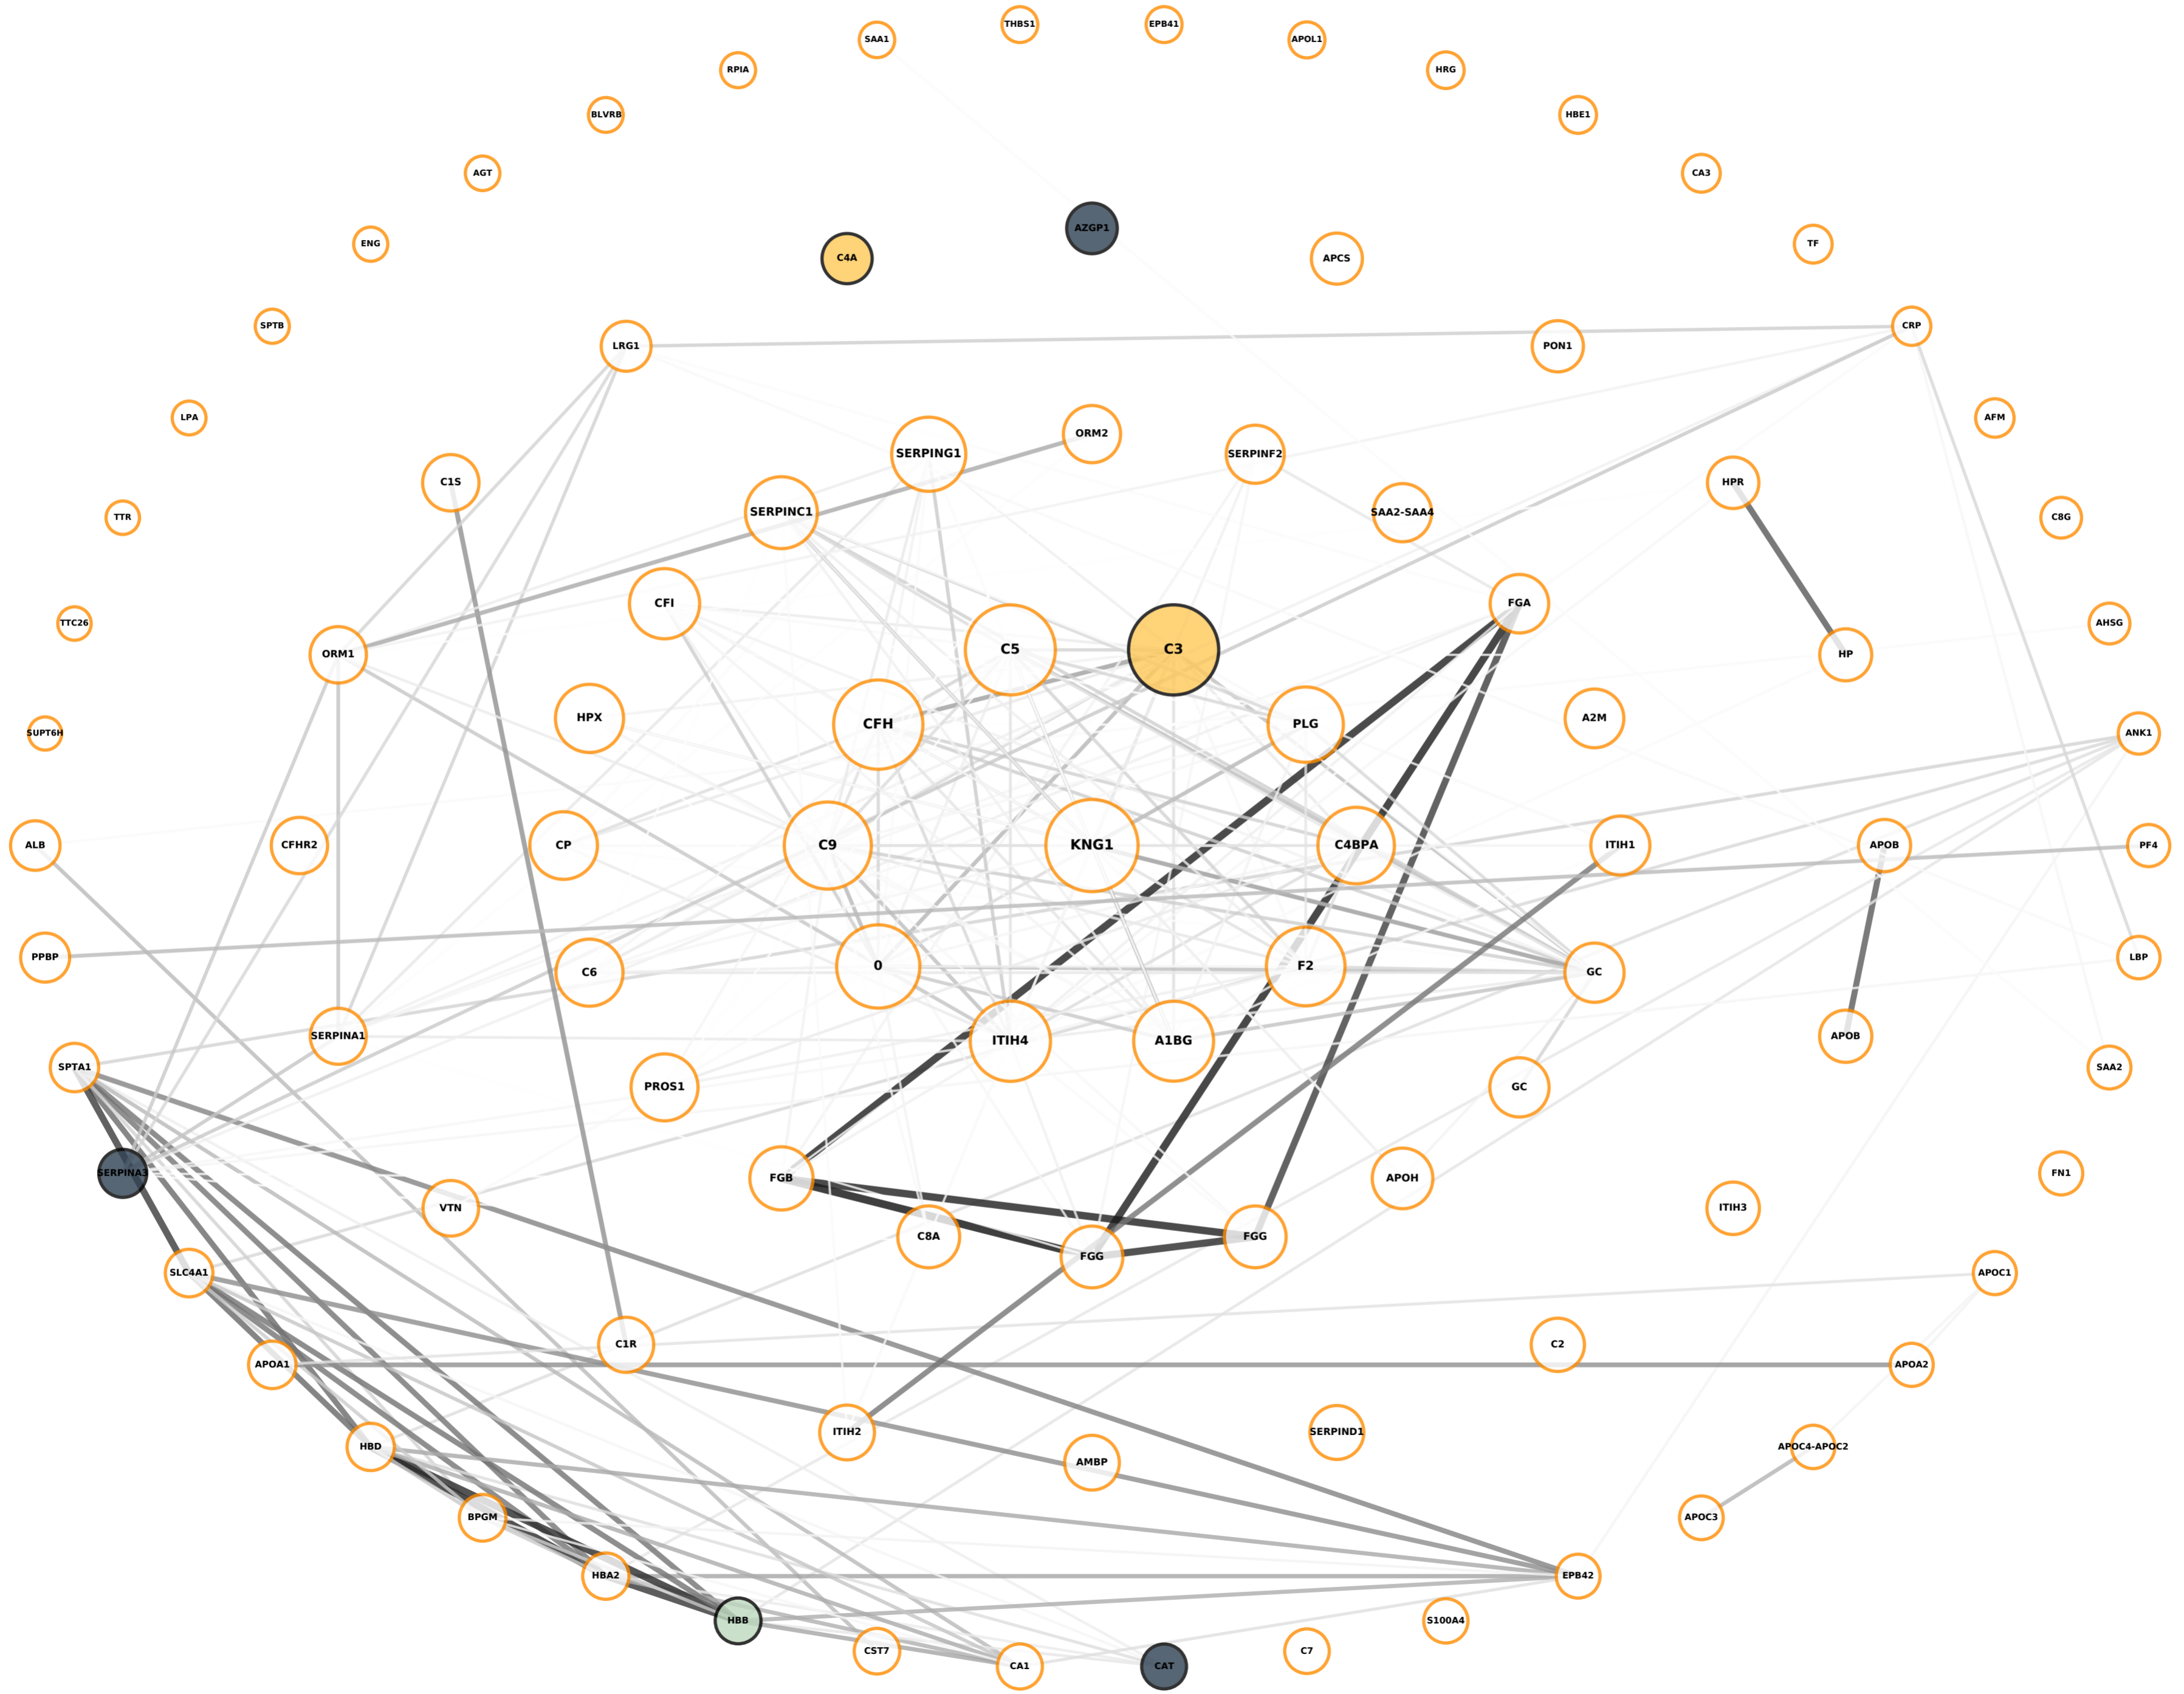 THBS1
EPB41
SAA1
APOL1
RPIA
HRG
BLVRB
HBE1
AGT
CA3
AZGP1
ENG
TF
C4A
APCS
SPTB
CRP
LRG1
PON1
LPA
AFM
ORM2
SERPING1
SERPINF2
C1S
HPR
SERPINC1
SAA2-SAA4
TTR
C8G
CFI
FGA
TTC26
AHSG
C5
C3
ORM1
HP
HPX
A2M
CFH
PLG
SUPT6H
ANK1
ALB
CFHR2
CP
C9
KNG1
C4BPA
ITIH1
APOB
PF4
PPBP
LBP
0
F2
C6
GC
SERPINA1
ITIH4
A1BG
APOB
SPTA1
SAA2
PROS1
GC
SERPINA3
FN1
FGB
APOH
VTN
ITIH3
C8A
FGG
FGG
SLC4A1
APOC1
C1R
C2
APOA1
APOA2
ITIH2
SERPIND1
HBD
APOC4-APOC2
AMBP
BPGM
APOC3
HBA2
EPB42
HBB
S100A4
CST7
C7
CA1
CAT